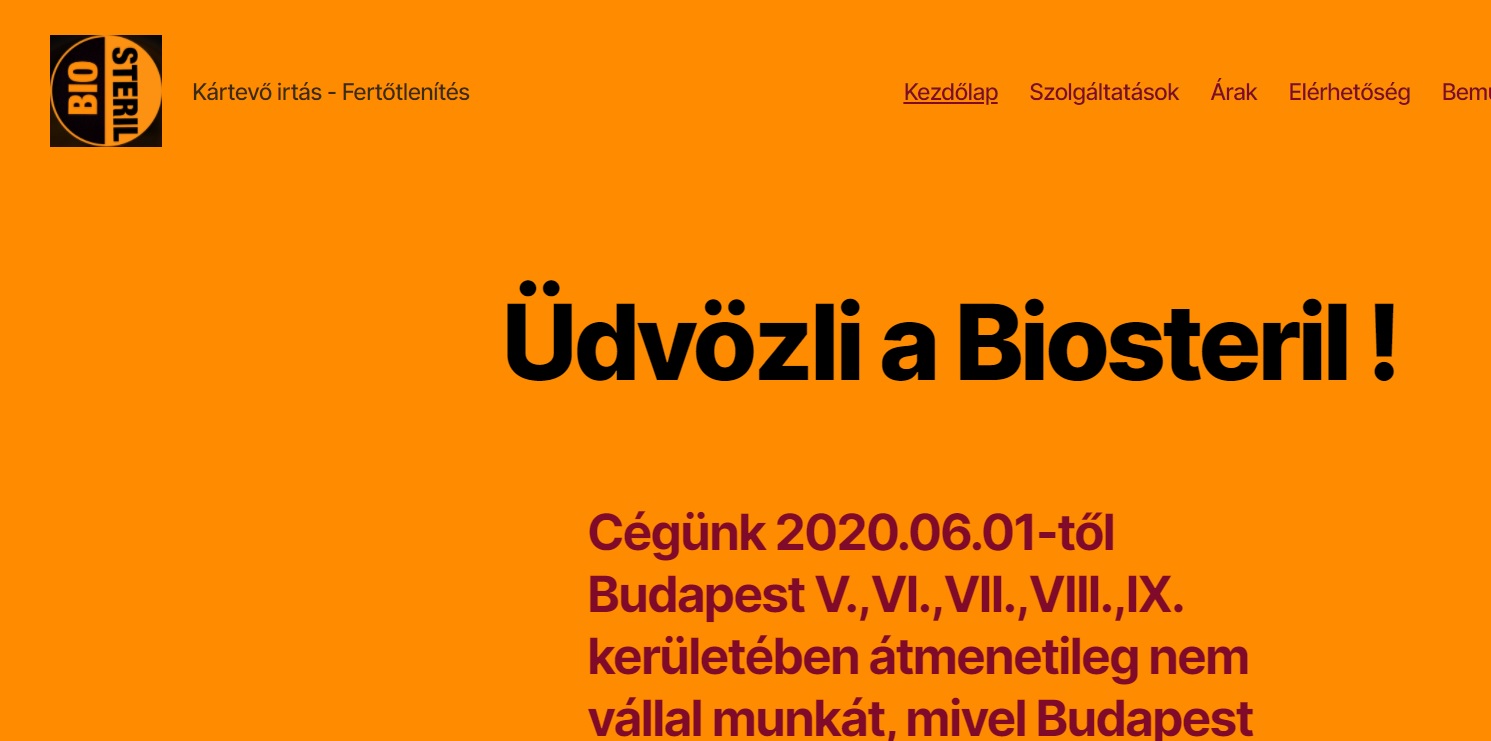 BIO
STERIL
Kártevő irtás - Fertőtlenítés
Kezdőlap Szolgáltatások Árak Elérhetőség
Üdvözli a Biosteril !
Cégünk 2020.06.01-től
Budapest V.,VI.,VII.,VIII.,IX.
kerületében átmenetileg nem
vállal munkát, mivel Budapest